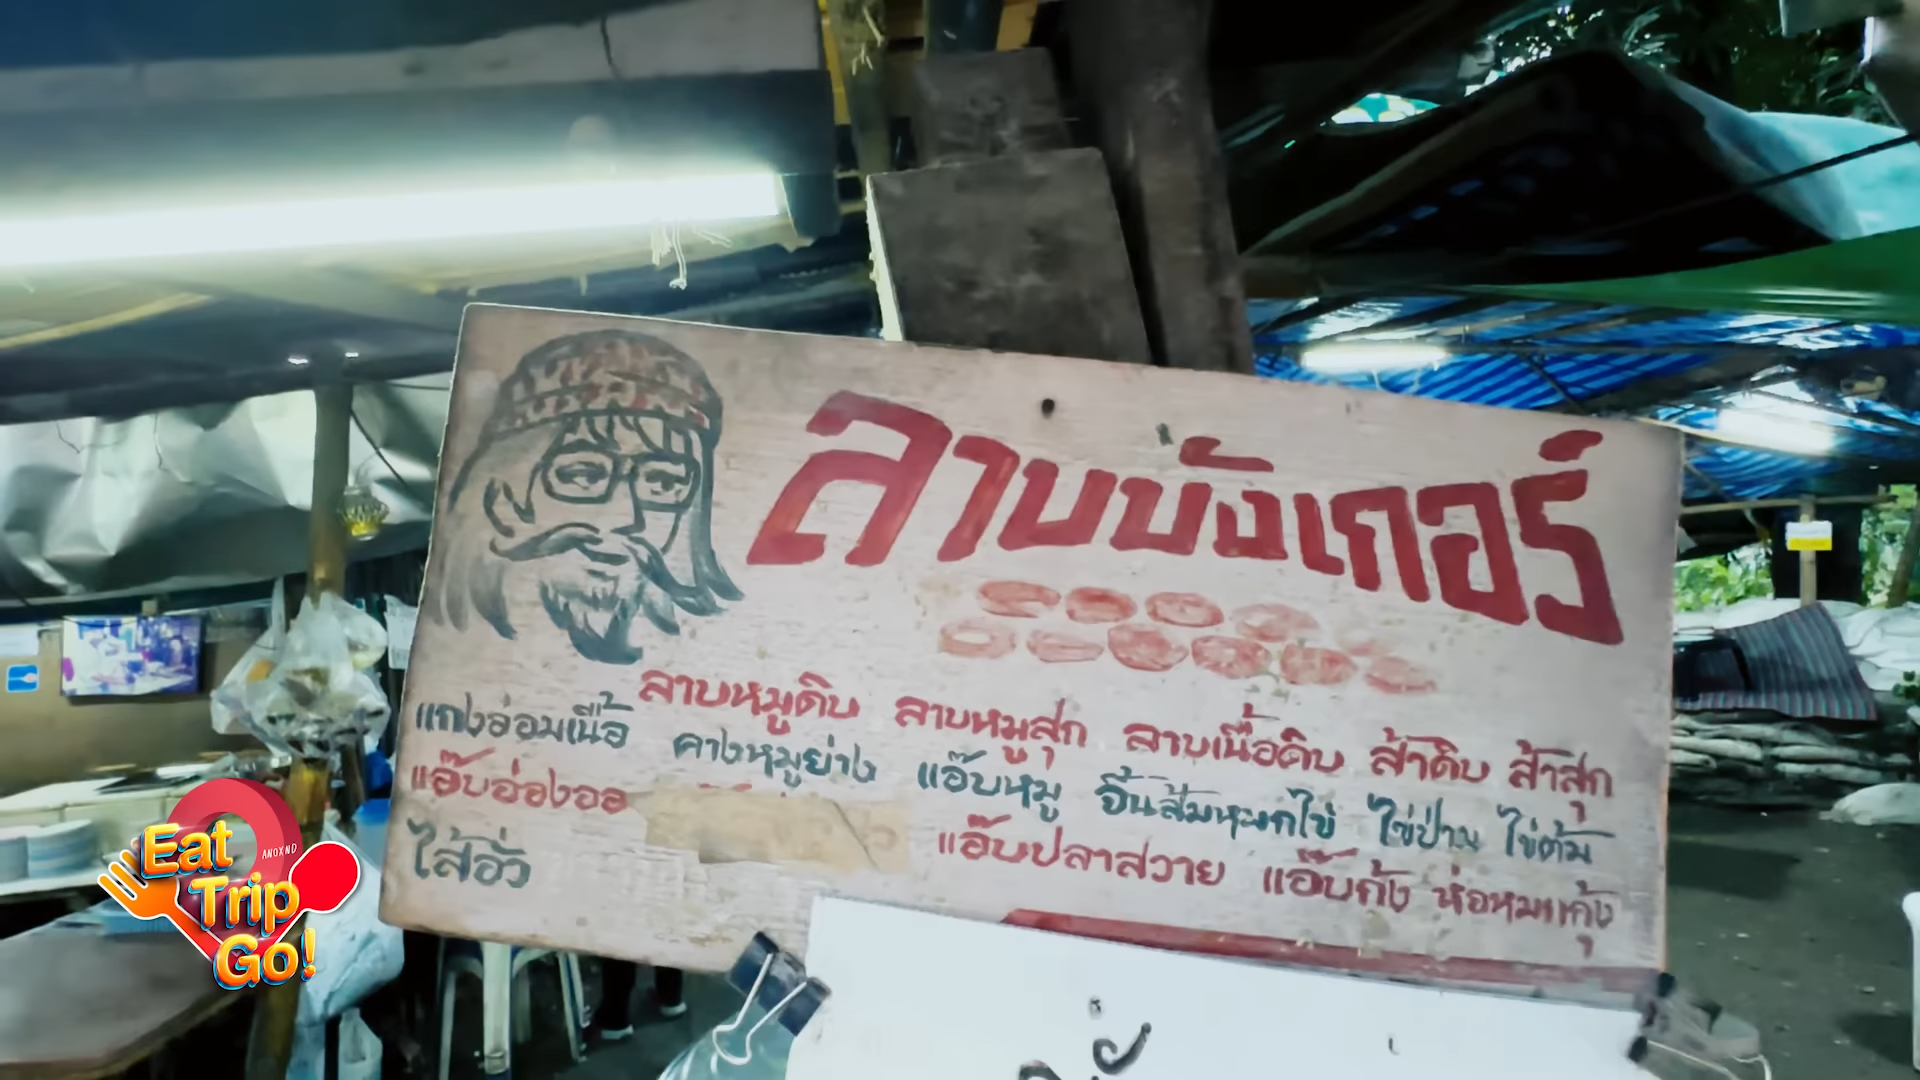 ลาบบังเกอร์
ลาบหมูดิบ ลาบหมูสุก ลาบเนื้อดิบ ส้าดิบ ส้าสุก
แกงอ่อมเนื้อ คางหมูย่าง แอ๊บหมู จิ้นส้มหมกไข่ ไข่ป่าม ไข่ต้ม
แอ๊บอ่องออ แอ๊บปลาสวาย แอ๊บกุ้ง ห่อหมกกุ้ง
ไส้อั่ว
Eat
Trip
Go!
ANOXND